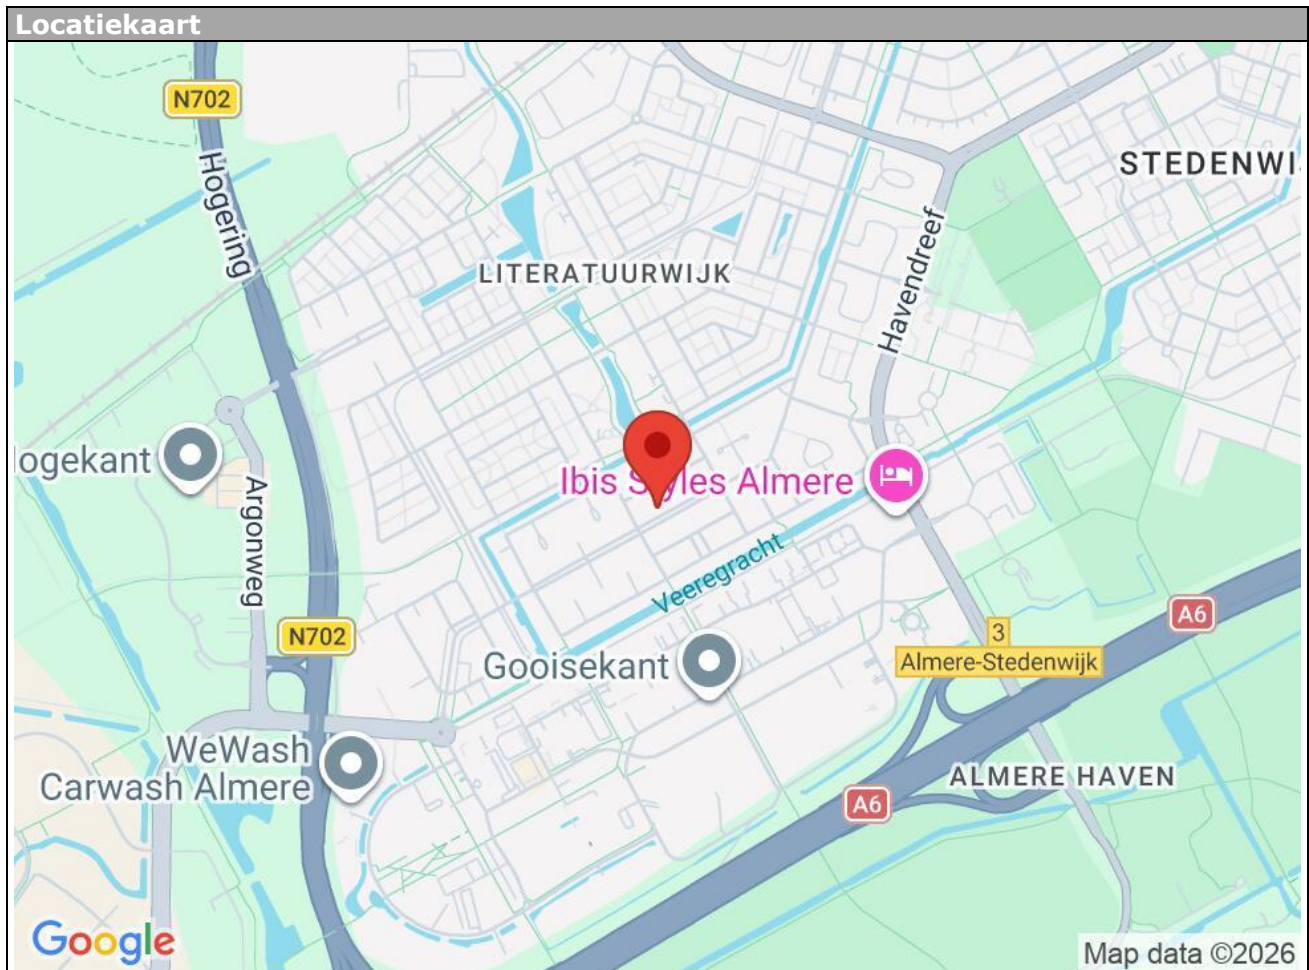 Locatiekaart
N702
Hogering
STEDENWI
Havendreef
LITERATUURWIJK
logekant
Ibis Styles Almere
Argonweg
Veeregracht
N702
A6
3
Almere-Stedenwijk
Gooisekant
WeWash
Carwash Almere
ALMERE HAVEN
A6
Google
Map data ©2026